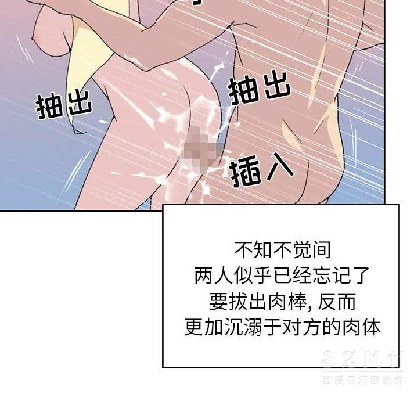 抽出
抽出
插入
不知不觉间
两人似乎已经忘记了
要拔出肉棒, 反而
更加沉溺于对方的肉体